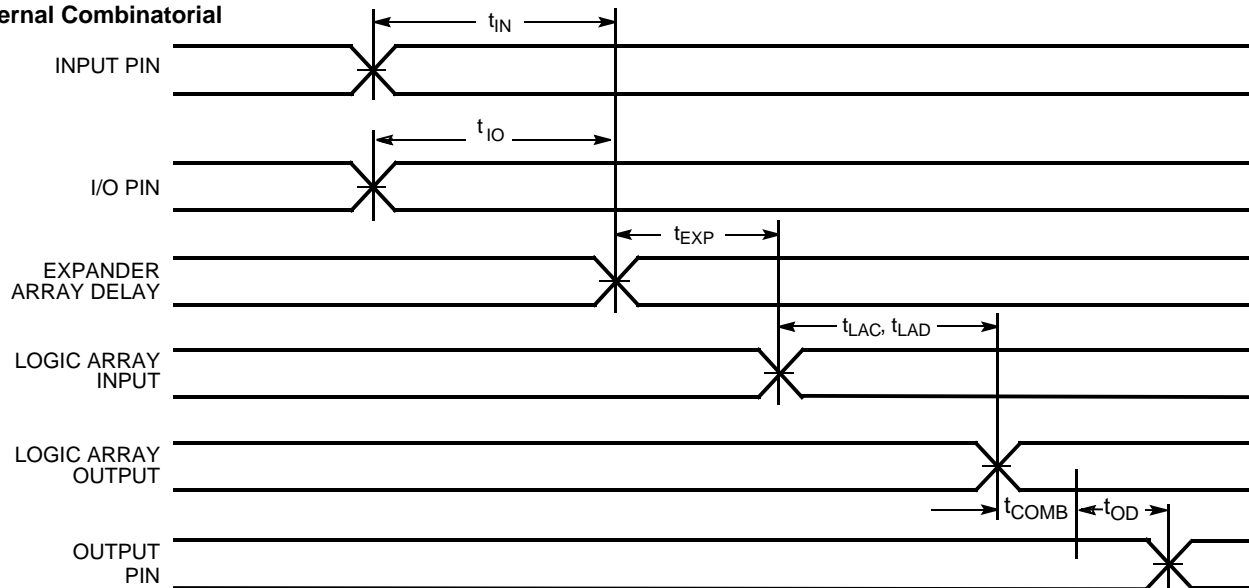 ernal Combinatorial
tIN
INPUT PIN
tIO
I/O PIN
tEXP
EXPANDER
ARRAY DELAY
tLAC, tLAD
LOGIC ARRAY
INPUT
LOGIC ARRAY
OUTPUT
tCOMB
tOD
OUTPUT
PIN